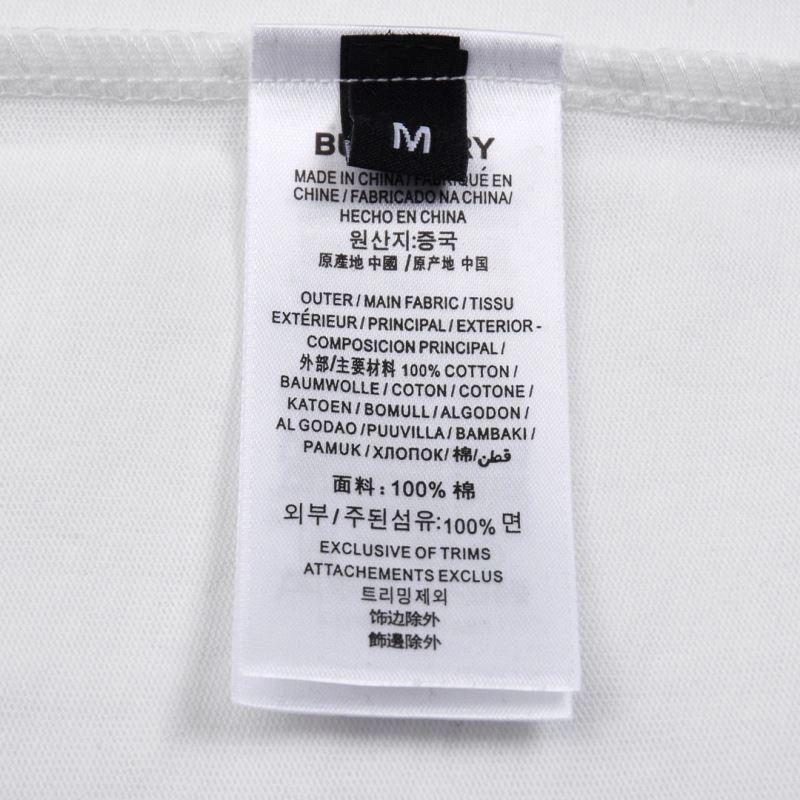 M
MADE IN CHINA/FABRIQUÉ EN
CHINE / FABRICADO NA CHINA/
HECHO EN CHINA
원산지:중국
原產地 中國 /原产地 中国
OUTER / MAIN FABRIC / TISSU
EXTÉRIEUR / PRINCIPAL / EXTERIOR-
COMPOSICION PRINCIPAL /
外部/主要材料 100% COTTON /
BAUMWOLLE / COTON / COTONE /
KATOEN / BOMULL / ALGODON /
AL GODAO / PUUVILLA / BAMBAKI /
PAMUK / ХЛОПОК/ 棉/قطن
面料 : 100% 棉
외부 / 주된섬유:100% 면
EXCLUSIVE OF TRIMS
ATTACHEMENTS EXCLUS
트리밍제외
饰边除外
飾邊除外